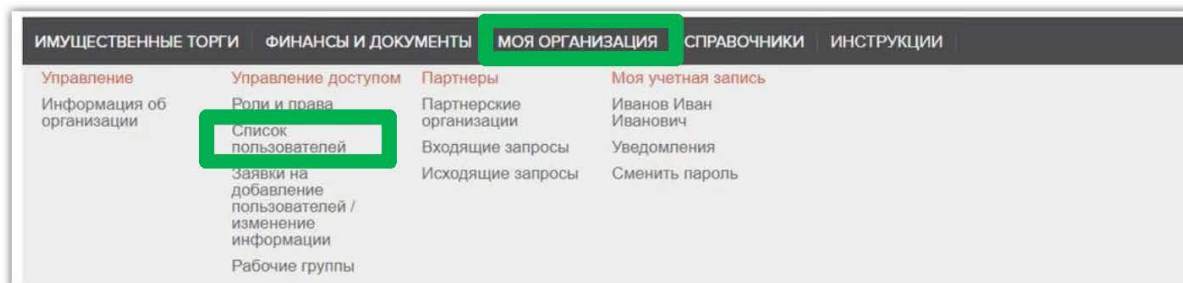 ИМУЩЕСТВЕННЫЕ ТОРГИ ФИНАНСЫ И ДОКУМЕНТЫ МОЯ ОРГАНИЗАЦИЯ СПРАВОЧНИКИ ИНСТРУКЦИИ
Управление
Информация об
организации
Управление доступом
Роли и права
Список
пользователей
Заявки на
добавление
пользователей /
изменение
информации
Рабочие группы
Партнеры
Партнерские
организации
Входящие запросы
Исходящие запросы
Моя учетная запись
Иванов Иван
Иванович
Уведомления
Сменить пароль